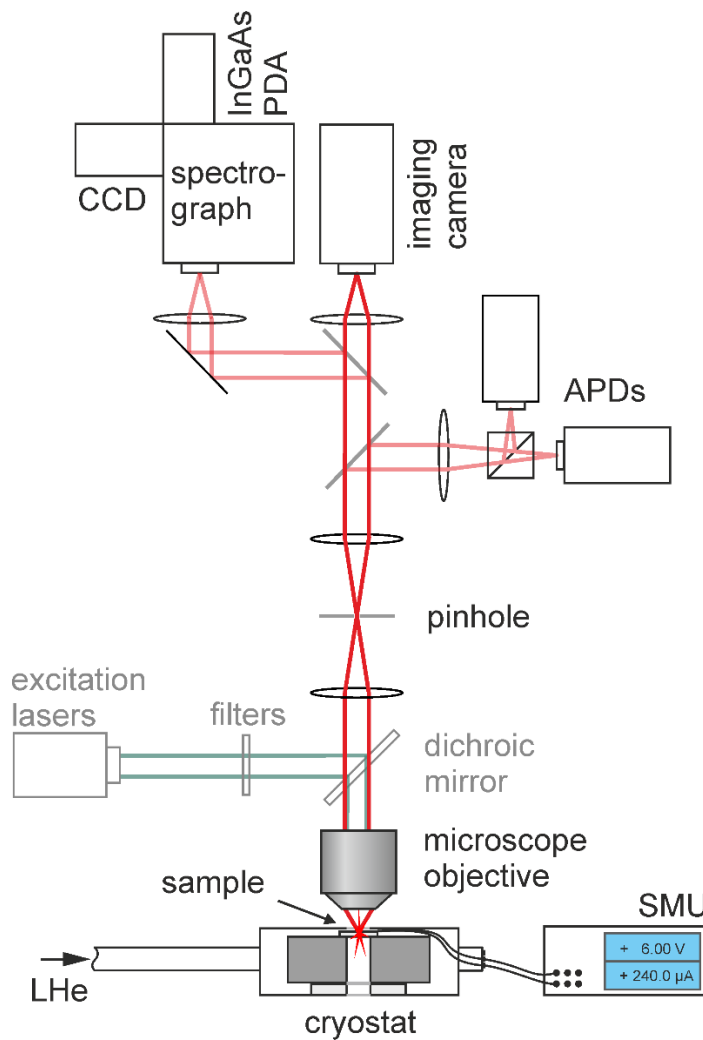 InGaAs
PDA
CCD
spectro-
graph
imaging
camera
APDs
pinhole
excitation
lasers
filters
dichroic
mirror
microscope
objective
sample
SMU
+ 6.00 V
+ 240.0 µA
LHe
cryostat